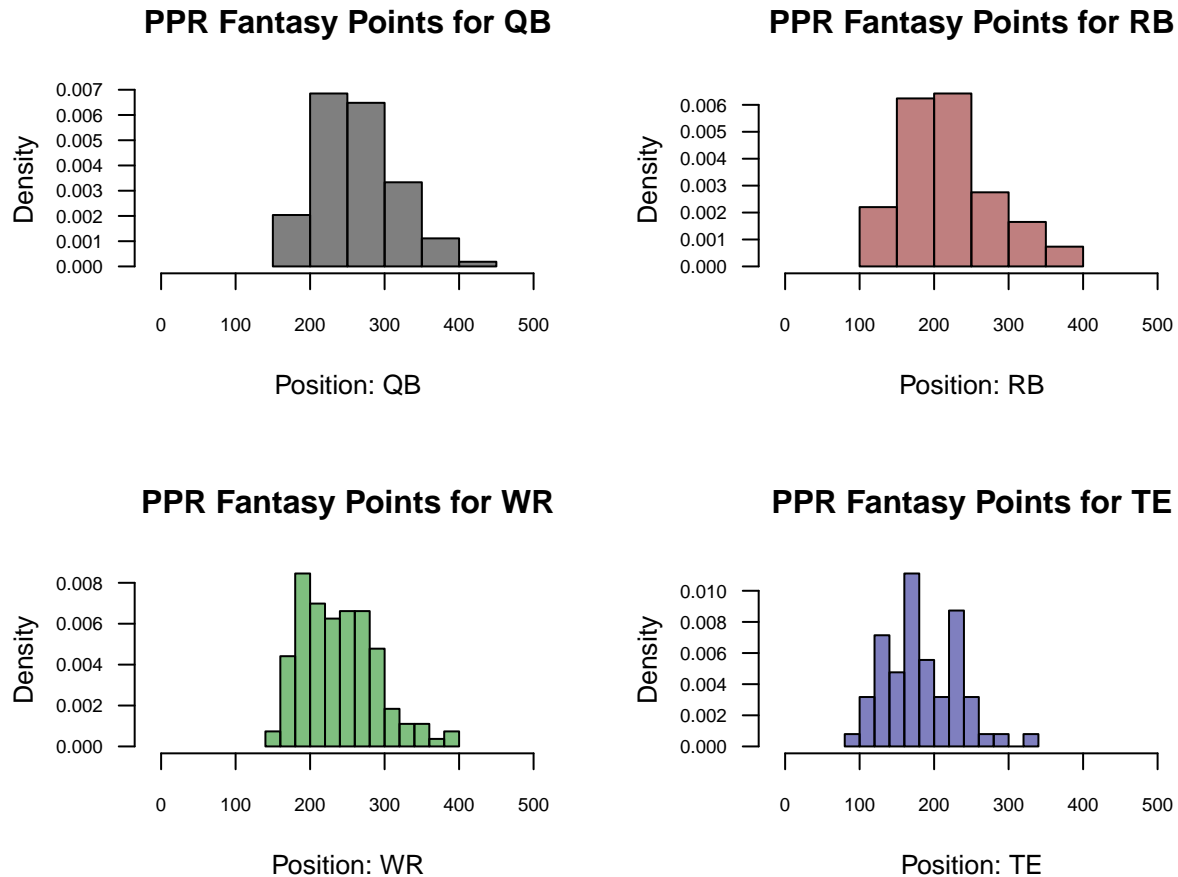 PPR Fantasy Points for QB
Density
0.007
0.006
0.005
0.004
0.003
0.002
0.001
0.000
0 100 200 300 400 500
Position: QB
PPR Fantasy Points for RB
Density
0.006
0.005
0.004
0.003
0.002
0.001
0.000
0 100 200 300 400 500
Position: RB
PPR Fantasy Points for WR
Density
0.008
0.006
0.004
0.002
0.000
0 100 200 300 400 500
Position: WR
PPR Fantasy Points for TE
Density
0.010
0.008
0.006
0.004
0.002
0.000
0 100 200 300 400 500
Position: TE